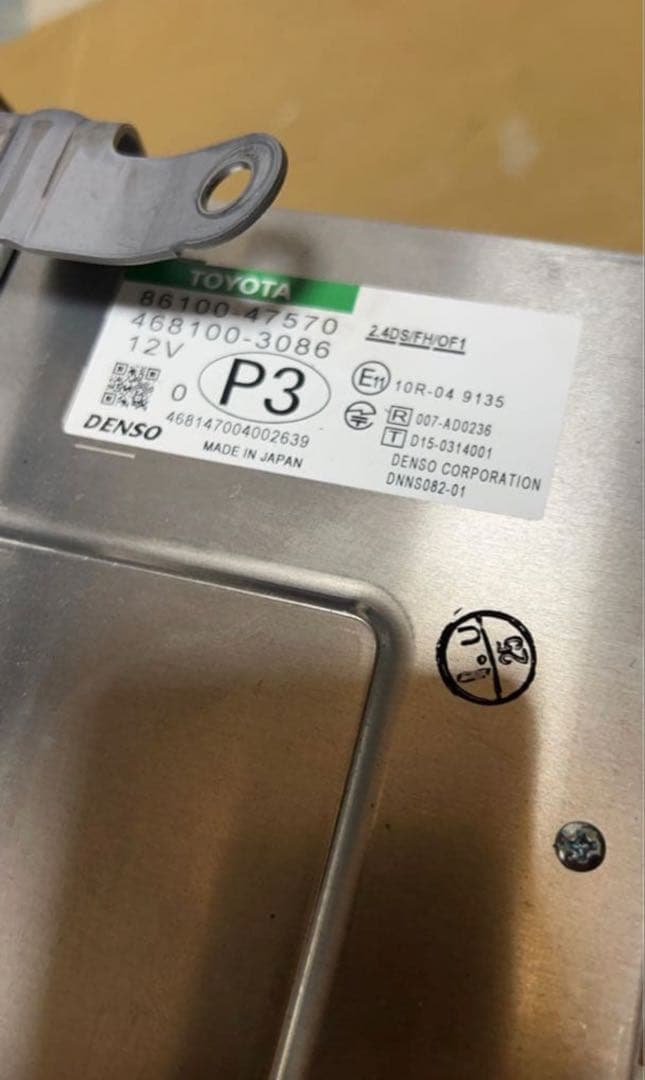 TOYOTA
86100-47570
468100-3086
12V
0
P3
468147004002639
DENSO
MADE IN JAPAN
2.4DS/FH/OF1
E11 10R-04 9135
R 007-AD0236
T D15-0314001
DENSO CORPORATION
DNNS082-01
25